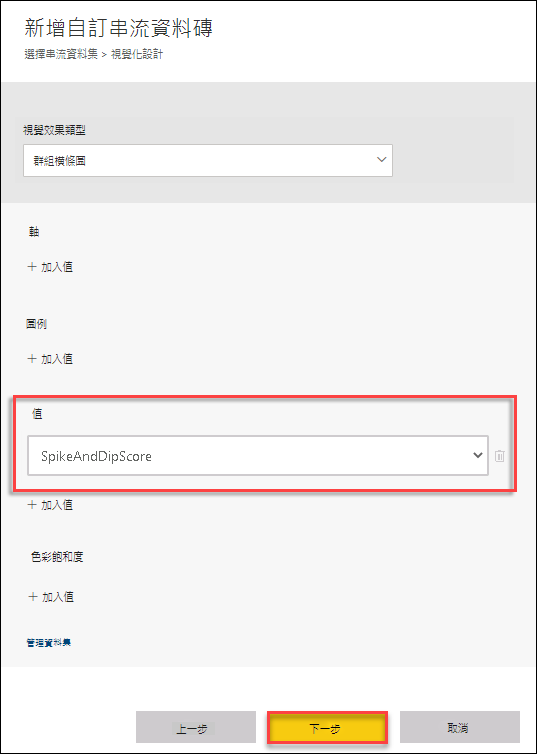 新增自訂串流資料磚
選擇串流資料集 > 視覺化設計
視覺效果類型
群組橫條圖
軸
+ 加入值
圖例
+ 加入值
值
SpikeAndDipScore
+ 加入值
色彩飽和度
+ 加入值
管理資料集
上一步 下一步 取消